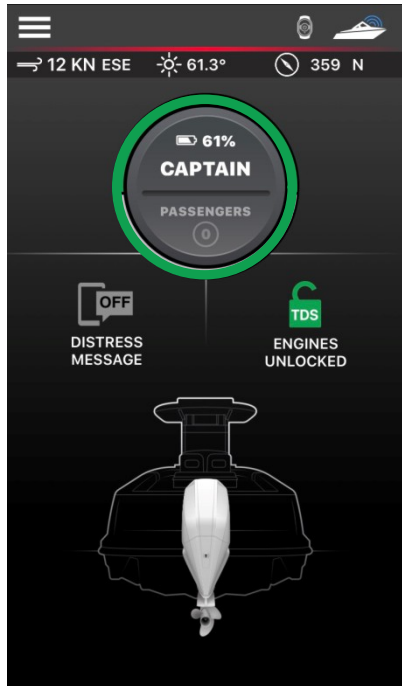 12 KN ESE 61.3° 359 N
61%
CAPTAIN
PASSENGERS
0
OFF
TDS
DISTRESS
MESSAGE
ENGINES
UNLOCKED